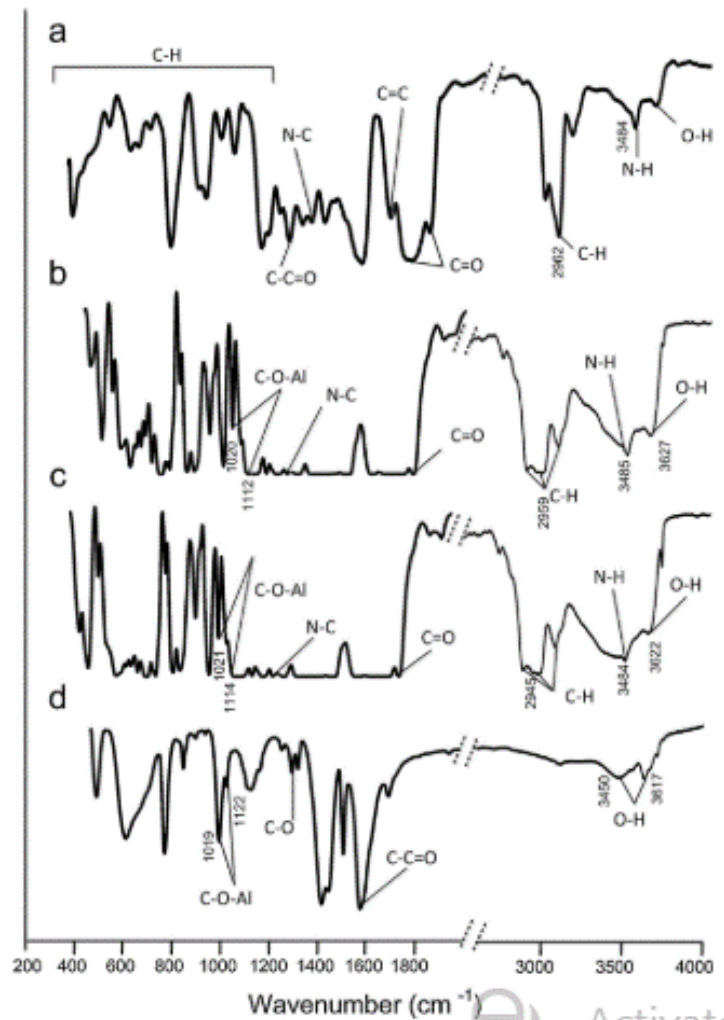 a
C-H
C=C
N-C
3484
O-H
N-H
C-C=O
C=O
2962
C-H
b
C-O-Al
N-C
N-H
O-H
C=O
1020
1112
2959
C-H
3485
3627
c
C-O-Al
N-C
N-H
O-H
C=O
1021
1114
2945
C-H
3484
3622
d
1019
1122
C-O
3450
3617
O-H
C-O-Al
C-C=O
200 400 600 800 1000 1200 1400 1600 1800 3000 3500 4000
Wavenumber (cm -1)
Activate